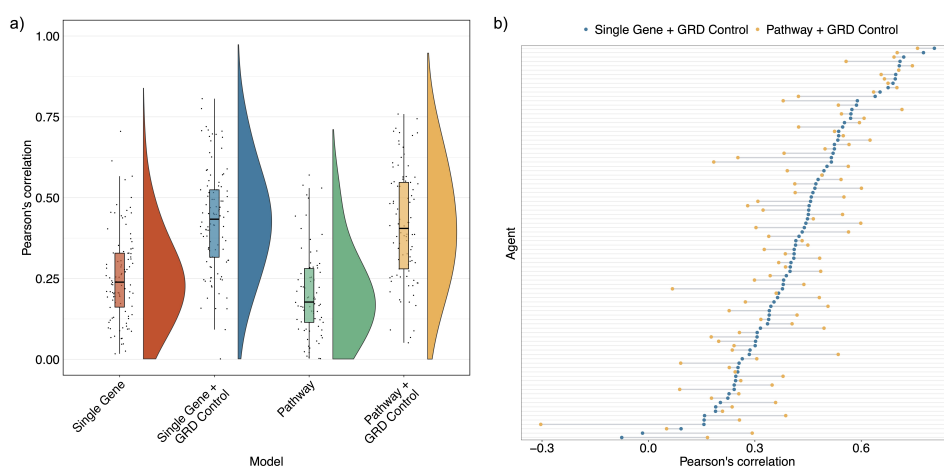 a)
1.00
0.75
0.50
0.25
0.00
Pearson's correlation
Single Gene
Single Gene +
GRD Control
Pathway
Pathway +
GRD Control
Model
b)
Single Gene + GRD Control
Pathway + GRD Control
Agent
−0.3
0.0
0.3
0.6
Pearson's correlation